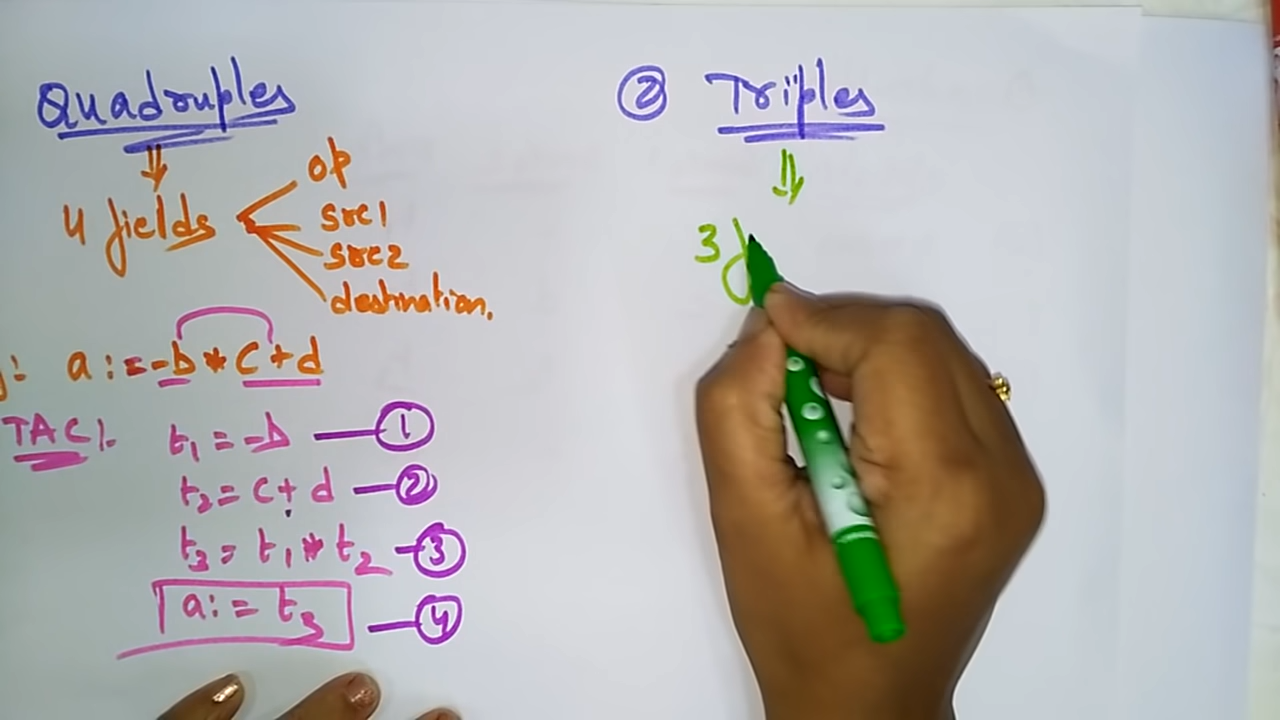 Quadruples
4 fields
op
src1
src2
destination.
a := -b * c + d
TAC:-
t1 = -b — 1
t2 = c + d — 2
t3 = t1 * t2 — 3
a := t3 — 4
2 Triples
3 f